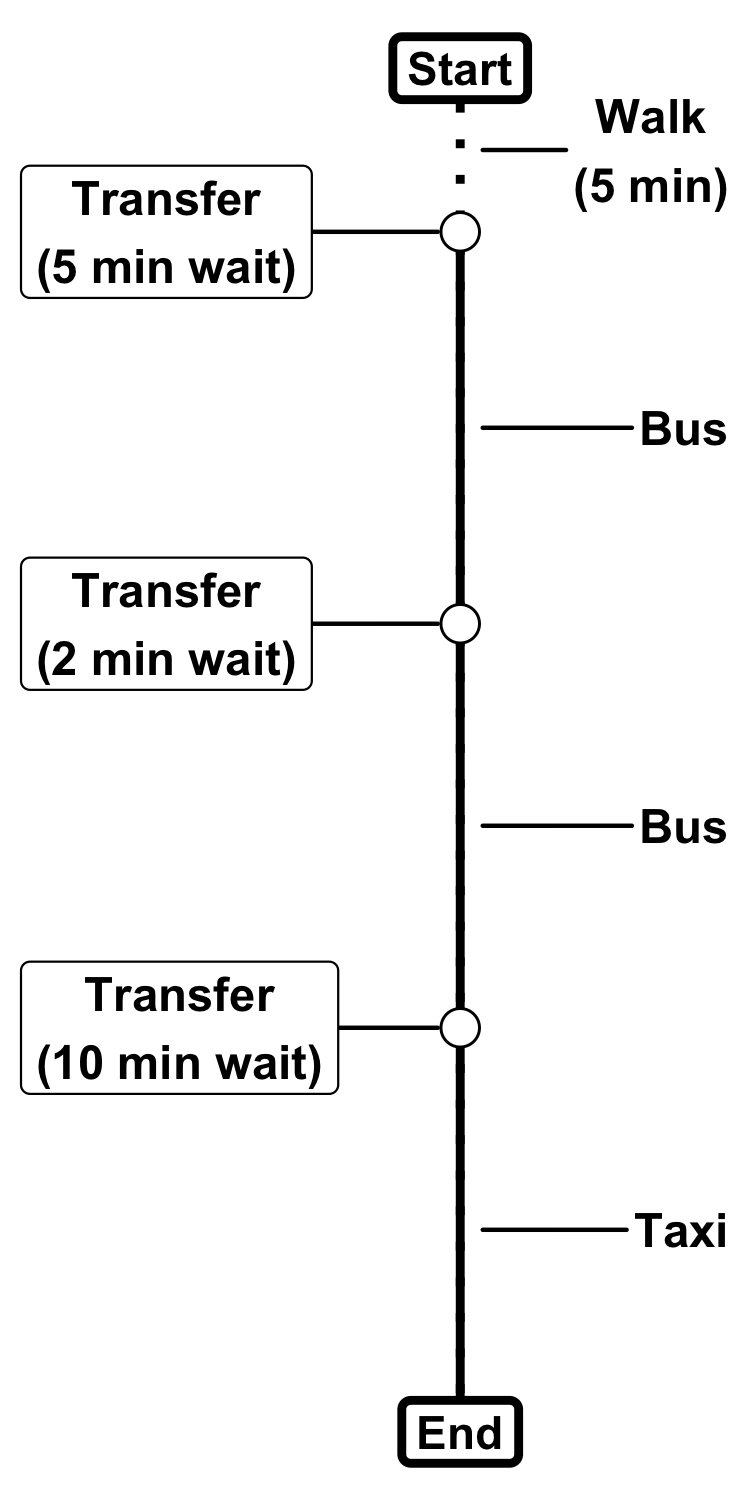 Start
Walk
(5 min)
Transfer
(5 min wait)
Bus
Transfer
(2 min wait)
Bus
Transfer
(10 min wait)
Taxi
End